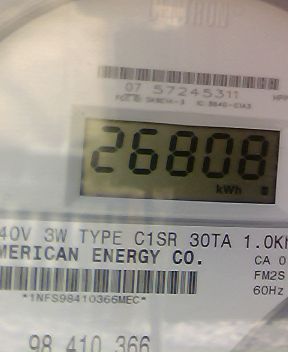 07 57245311
26808
kWh
40V 3W TYPE C1SR 30TA 1.0K
MERICAN ENERGY CO.
CA 0
FM2S
60Hz
*1NFS98410366MEC*
98 410 366